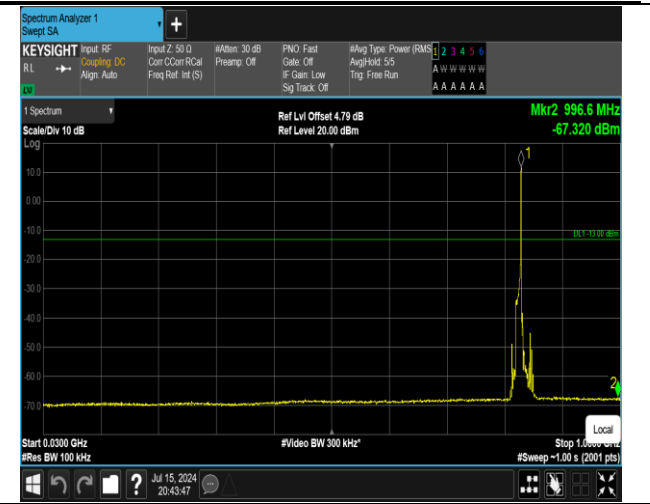 Spectrum Analyzer 1
Swept SA
+
KEYSIGHT Input: RF Input Z: 50 Ω #Atten: 30 dB PNO: Fast #Avg Type: Power (RMS 1 2 3 4 5 6
RL Coupling: DC Corr CCorr RCal Preamp: Off Gate: Off Avg|Hold: 5/5 A W W W W W
Align: Auto Freq Ref: Int (S) IF Gain: Low Trig: Free Run
Sig Track: Off A A A A A A
1 Spectrum
Ref Lvl Offset 4.79 dB Mkr2 996.6 MHz
Scale/Div 10 dB Ref Level 20.00 dBm -67.320 dBm
Log
1
10.0
0.00
-10.0
DL1 -13.00 dBm
-20.0
-30.0
-40.0
-50.0
-60.0
2
-70.0
Local
Start 0.0300 GHz #Video BW 300 kHz* Stop
#Res BW 100 kHz #Sweep ~1.00 s (2001 pts)
? Jul 15, 2024
20:43:47